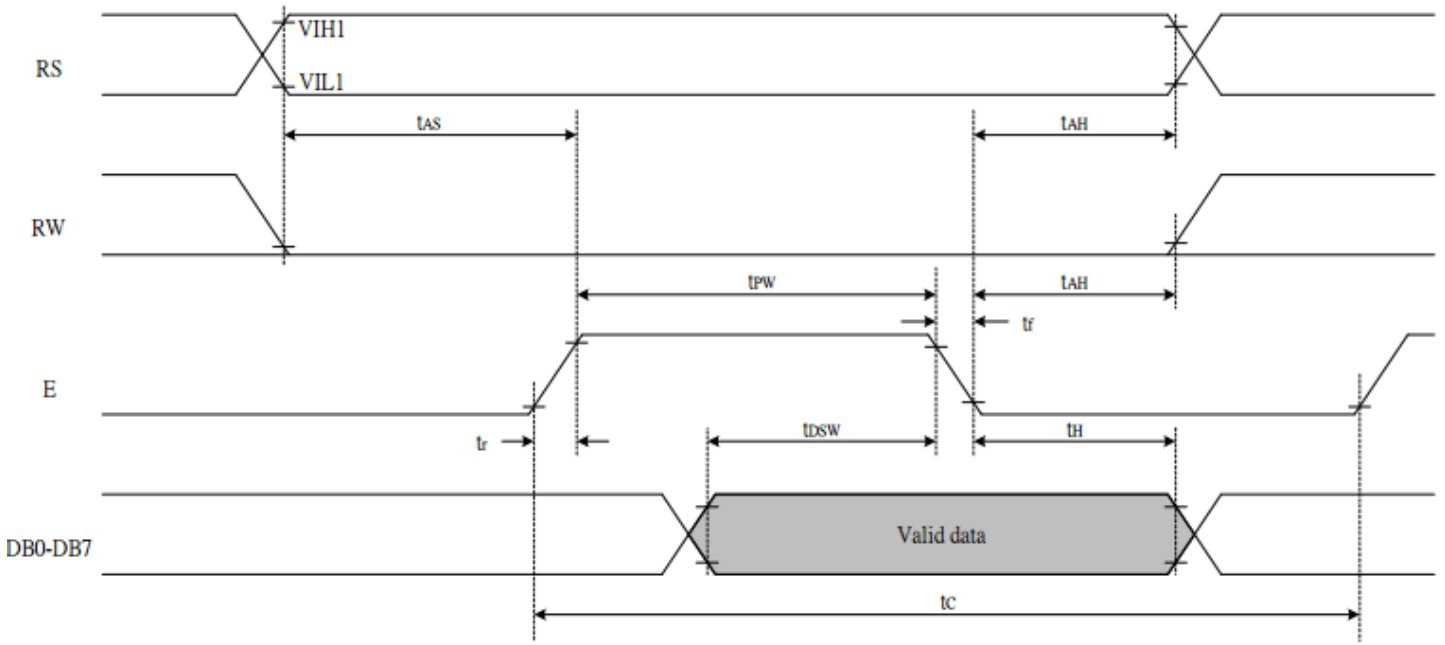 VIH1
RS
VIL1
tAS
tAH
RW
tPW
tAH
tf
E
tr
tDSW
tH
Valid data
DB0-DB7
tC